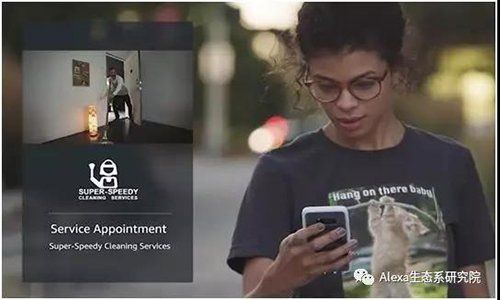 SUPER-SPEEDY
CLEANING SERVICES
Service Appointment
Super-Speedy Cleaning Services
Hang on there baby
Alexa生态系研究院